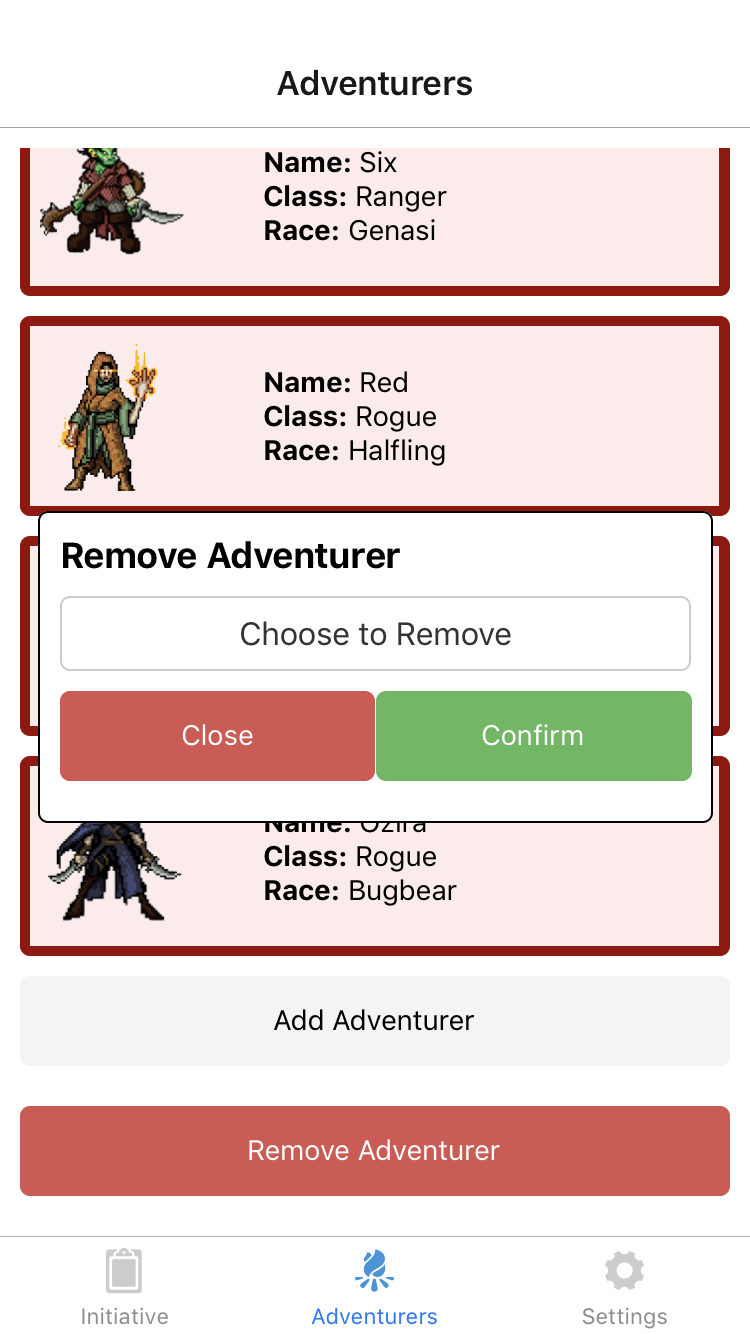 Adventurers
Name: Six
Class: Ranger
Race: Genasi
Name: Red
Class: Rogue
Race: Halfling
Remove Adventurer
Choose to Remove
Close Confirm
Name: Ozira
Class: Rogue
Race: Bugbear
Add Adventurer
Remove Adventurer
Initiative Adventurers Settings